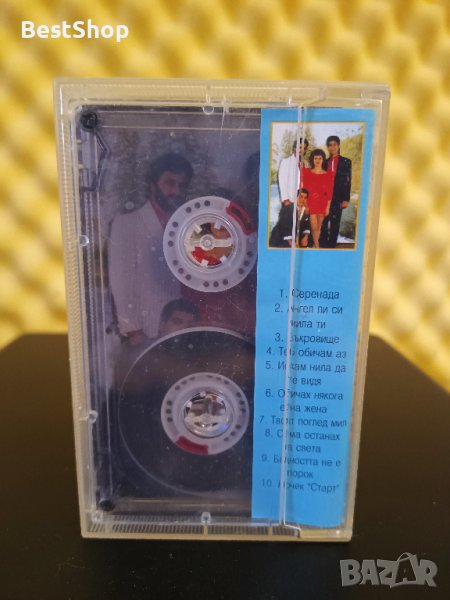 BestShop
1. Серенада
2. Ангел ли си
мила ти
3. Съкровище
4. Теб обичам аз
5. Искам мила да
те видя
6. Обичах някога
една жена
7. Твоят поглед мил
8. Сама останах
на света
9. Бедността не е
порок
10. Кючек "Старт"
BAZAR